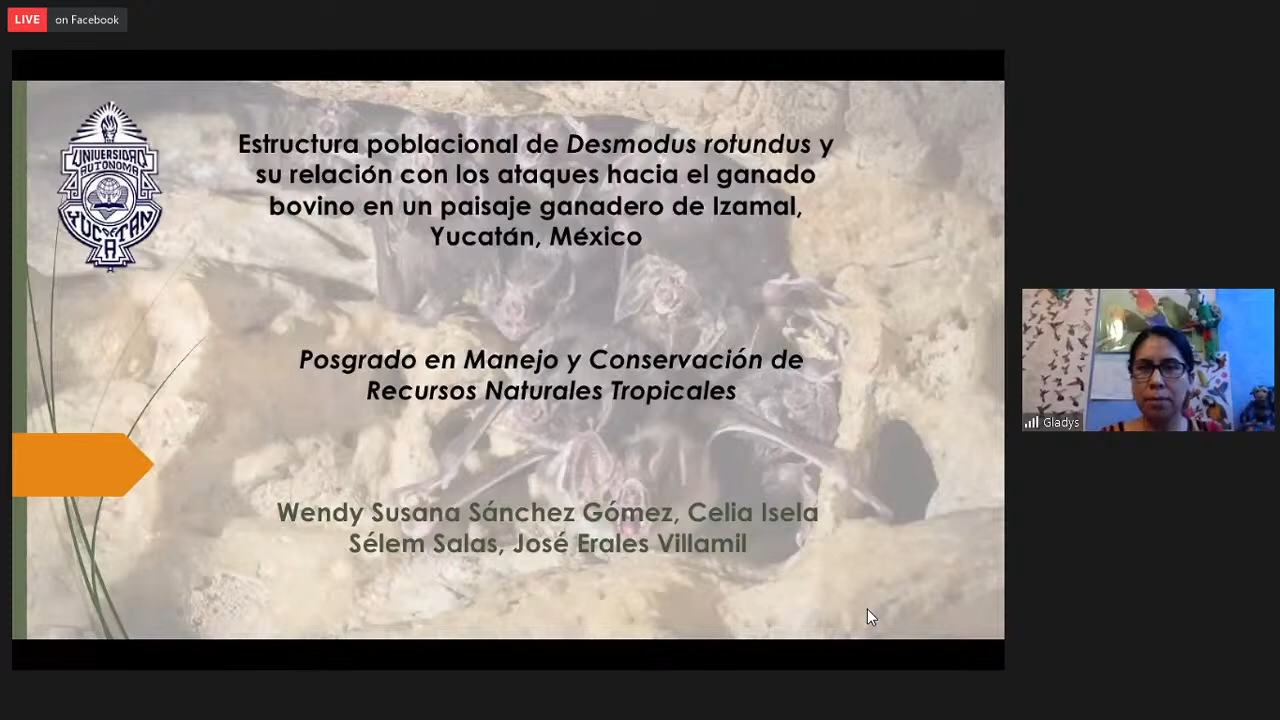 LIVE on Facebook
UNIVERSIDAD
AUTONOMA
YUCATAN
Estructura poblacional de Desmodus rotundus y
su relación con los ataques hacia el ganado
bovino en un paisaje ganadero de Izamal,
Yucatán, México
Posgrado en Manejo y Conservación de
Recursos Naturales Tropicales
Wendy Susana Sánchez Gómez, Celia Isela
Sélem Salas, José Erales Villamil
Gladys